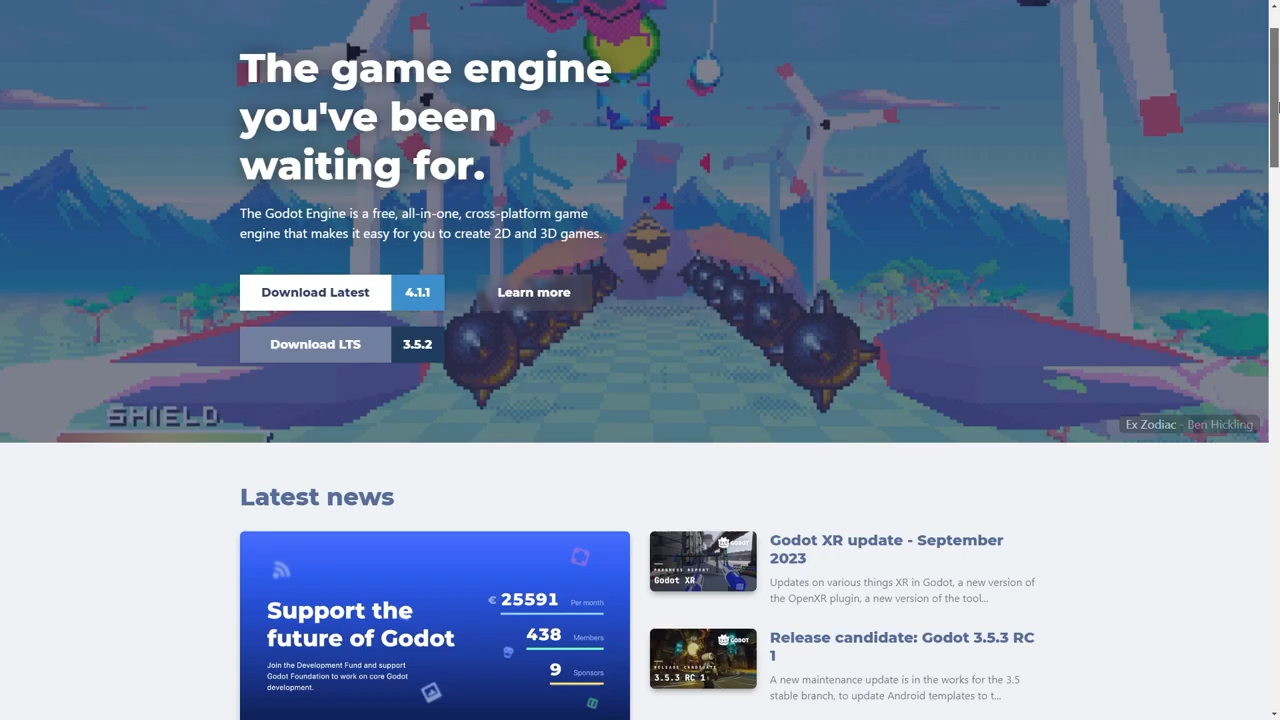 The game engine
you've been
waiting for.
The Godot Engine is a free, all-in-one, cross-platform game
engine that makes it easy for you to create 2D and 3D games.
Download Latest 4.1.1 Learn more
Download LTS 3.5.2
SHIELD
Ex Zodiac - Ben Hickling
Latest news
Support the
future of Godot
Join the Development Fund and support
Godot Foundation to work on core Godot
development.
€ 25591 Per month
438 Members
9 Sponsors
GODOT
PROGRESS REPORT
Godot XR
Godot XR update - September
2023
Updates on various things XR in Godot, a new version of
the OpenXR plugin, a new version of the tool...
GODOT
RELEASE CANDIDATE
3.5.3 RC 1
Release candidate: Godot 3.5.3 RC
1
A new maintenance update is in the works for the 3.5
stable branch, to update Android templates to t...